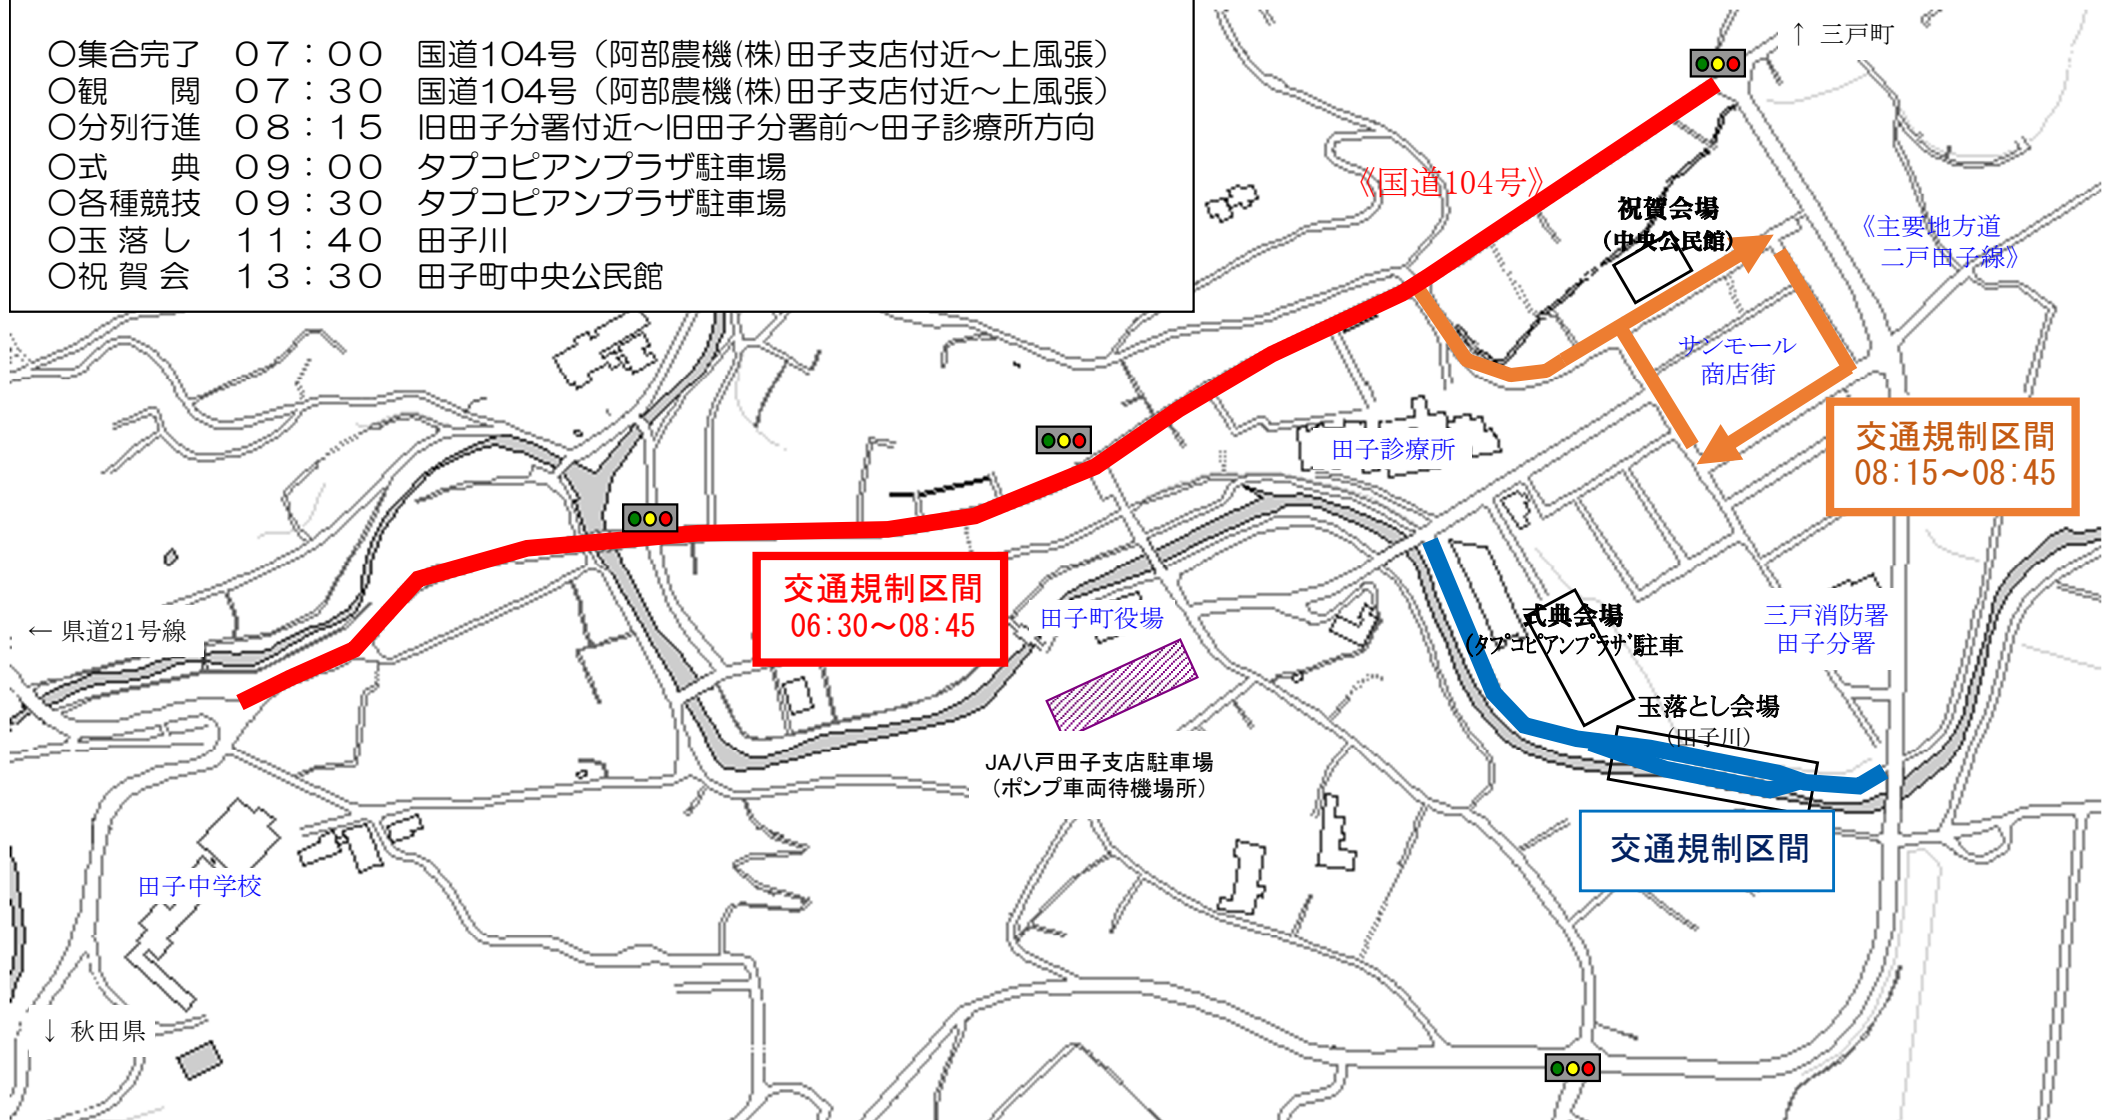 ○集合完了 07：00 国道104号（阿部農機(株)田子支店付近～上風張）
○観　　閲 07：30 国道104号（阿部農機(株)田子支店付近～上風張）
○分列行進 08：15 旧田子分署付近～旧田子分署前～田子診療所方向
○式　　典 09：00 タプコピアンプラザ駐車場
○各種競技 09：30 タプコピアンプラザ駐車場
○玉 落 し 11：40 田子川
○祝 賀 会 13：30 田子町中央公民館
↑ 三戸町
《国道104号》
祝賀会場
（中央公民館）
《主要地方道
二戸田子線》
サンモール
商店街
交通規制区間
08:15～08:45
田子診療所
交通規制区間
06:30～08:45
← 県道21号線
田子町役場
式典会場
（タプコピアンプラザ駐車
三戸消防署
田子分署
玉落とし会場
（田子川）
JA八戸田子支店駐車場
（ポンプ車両待機場所）
交通規制区間
田子中学校
↓ 秋田県